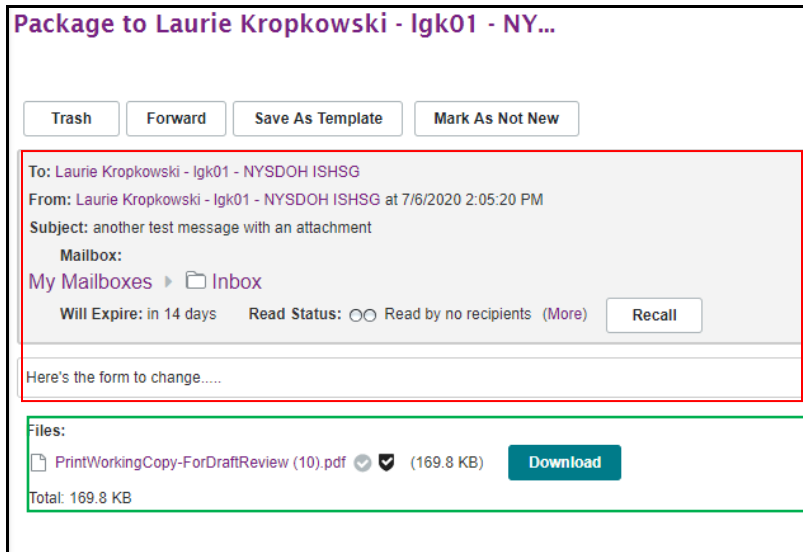 Package to Laurie Kropkowski - lgk01 - NY...
Trash Forward Save As Template Mark As Not New
To: Laurie Kropkowski - lgk01 - NYSDOH ISHSG
From: Laurie Kropkowski - lgk01 - NYSDOH ISHSG at 7/6/2020 2:05:20 PM
Subject: another test message with an attachment
Mailbox:
My Mailboxes Inbox
Will Expire: in 14 days Read Status: Read by no recipients (More) Recall
Here's the form to change.....
Files:
PrintWorkingCopy-ForDraftReview (10).pdf (169.8 KB) Download
Total: 169.8 KB